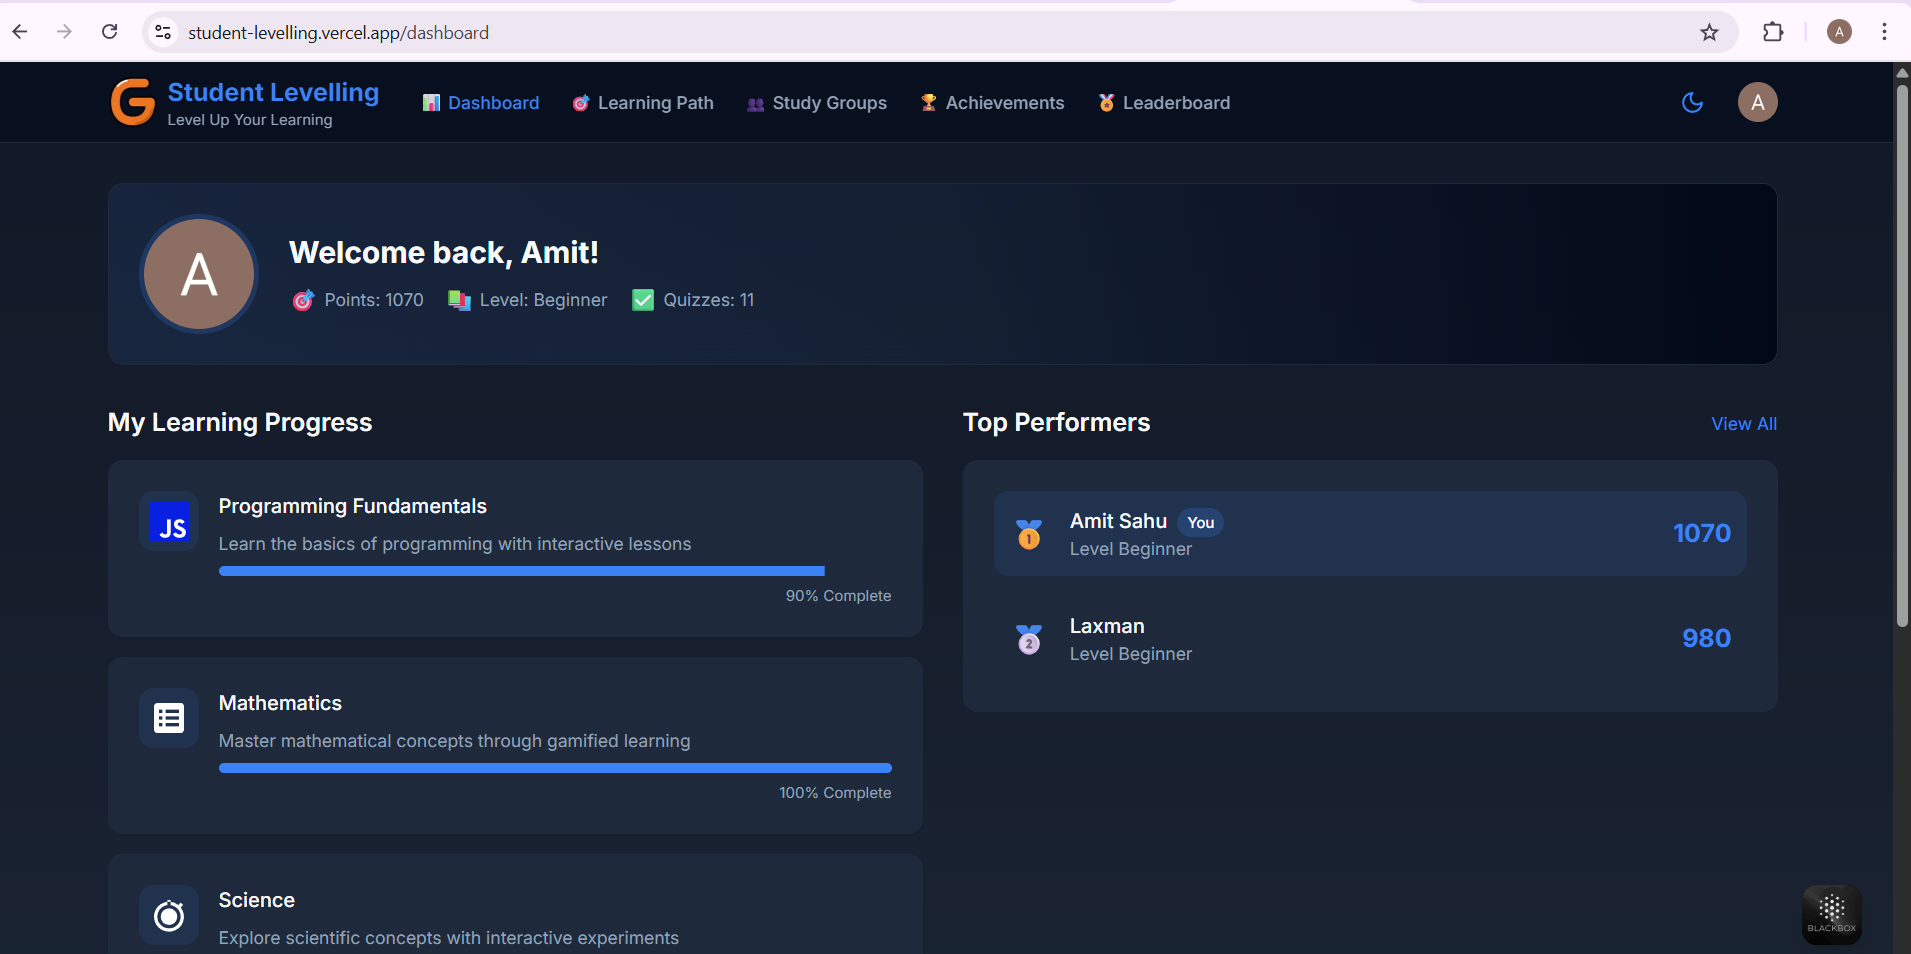 student-levelling.vercel.app/dashboard
A
G Student Levelling
Level Up Your Learning
Dashboard
Learning Path
Study Groups
Achievements
Leaderboard
A
A
Welcome back, Amit!
Points: 1070
Level: Beginner
Quizzes: 11
My Learning Progress
JS
Programming Fundamentals
Learn the basics of programming with interactive lessons
90% Complete
Mathematics
Master mathematical concepts through gamified learning
100% Complete
Science
Explore scientific concepts with interactive experiments
Top Performers
View All
1
Amit Sahu You
Level Beginner
1070
2
Laxman
Level Beginner
980
BLACKBOX